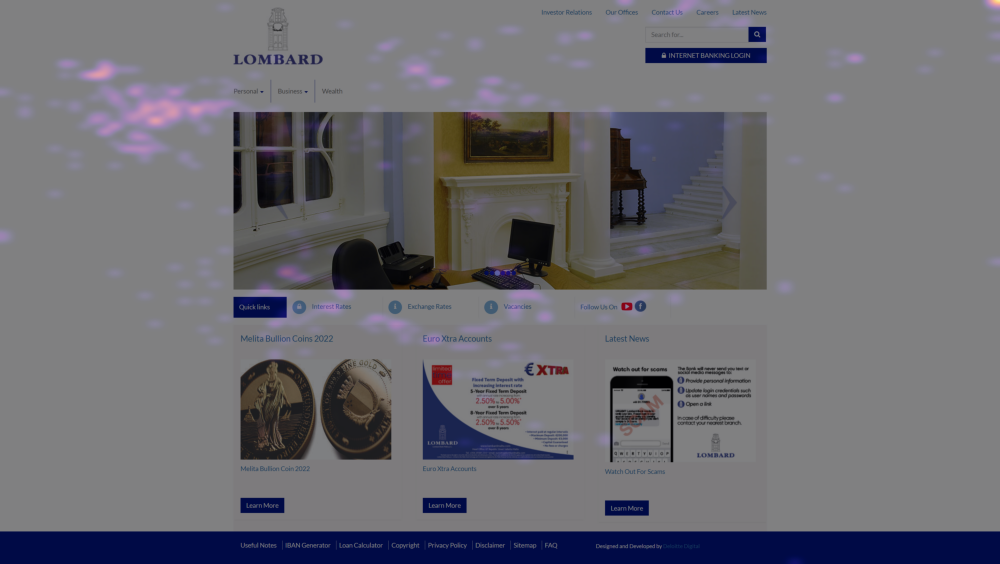 Investor Relations Our Offices Contact Us Careers Latest News
Search for...
INTERNET BANKING LOGIN
LOMBARD
Personal Business Wealth
Quick links Interest Rates Exchange Rates Vacancies Follow Us On
Melita Bullion Coins 2022
Melita Bullion Coin 2022
Learn More
Euro Xtra Accounts
€ XTRA
Fixed Term Deposit with
increasing interest rate
5-Year Fixed Term Deposit
2.50% to 5.00%
over 5 years
8-Year Fixed Term Deposit
2.50% to 5.50%
over 8 years
LOMBARD
Euro Xtra Accounts
Learn More
Latest News
Watch out for scams
SCAM
The Bank will never send you text or
social media messages to:
Provide personal information
Update login credentials such
as user names and passwords
Open a link
In case of difficulty please
contact your nearest branch.
LOMBARD
Watch Out For Scams
Learn More
Useful Notes IBAN Generator Loan Calculator Copyright Privacy Policy Disclaimer Sitemap FAQ
Designed and Developed by Deloitte Digital